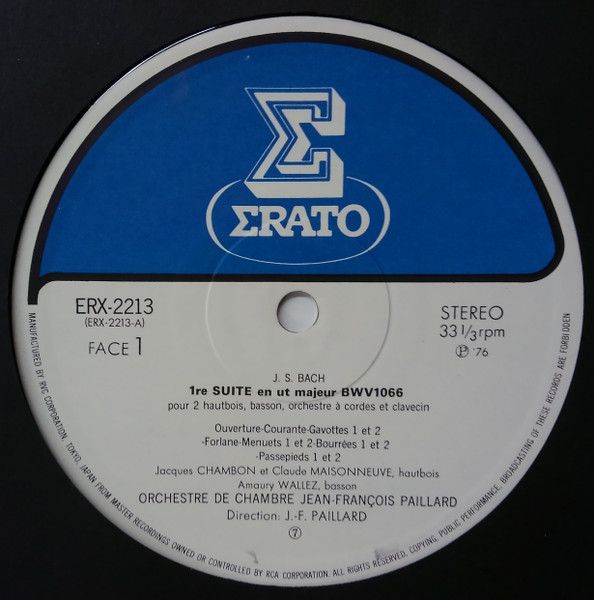 Σ
ΣRATO
ERX-2213
(ERX-2213-A)
FACE 1
STEREO
33 1/3 rpm
Ⓟ '76
J. S. BACH
1re SUITE en ut majeur BWV1066
pour 2 hautbois, basson, orchestre à cordes et clavecin
Ouverture-Courante-Gavottes 1 et 2
-Forlane-Menuets 1 et 2-Bourrées 1 et 2
-Passepieds 1 et 2
Jacques CHAMBON et Claude MAISONNEUVE, hautbois
Amaury WALLEZ, basson
ORCHESTRE DE CHAMBRE JEAN-FRANÇOIS PAILLARD
Direction: J.-F. PAILLARD
⑦
MANUFACTURED BY RVC CORPORATION, TOKYO, JAPAN FROM MASTER RECORDINGS OWNED OR CONTROLLED BY RCA CORPORATION. ALL RIGHTS RESERVED, COPYING, PUBLIC PERFORMANCE, BROADCASTING OF THESE RECORDS ARE FORBIDDEN